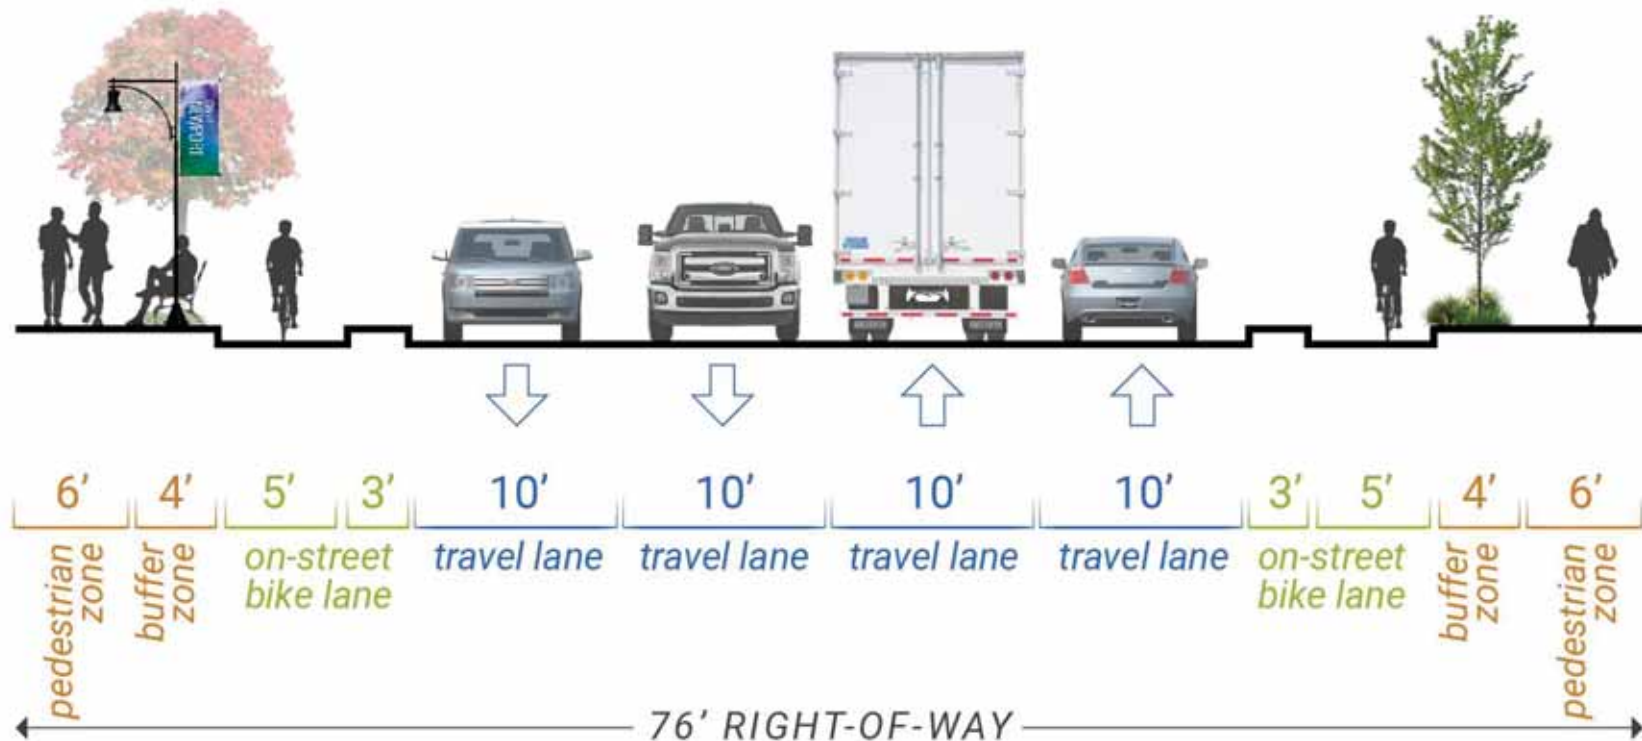 NEWPORT
6’ 4’ 5’ 3’ 10’ 10’ 10’ 10’ 3’ 5’ 4’ 6’
pedestrian
zone
buffer
zone
on-street
bike lane
travel lane
travel lane
travel lane
travel lane
on-street
bike lane
buffer
zone
pedestrian
zone
76’ RIGHT-OF-WAY